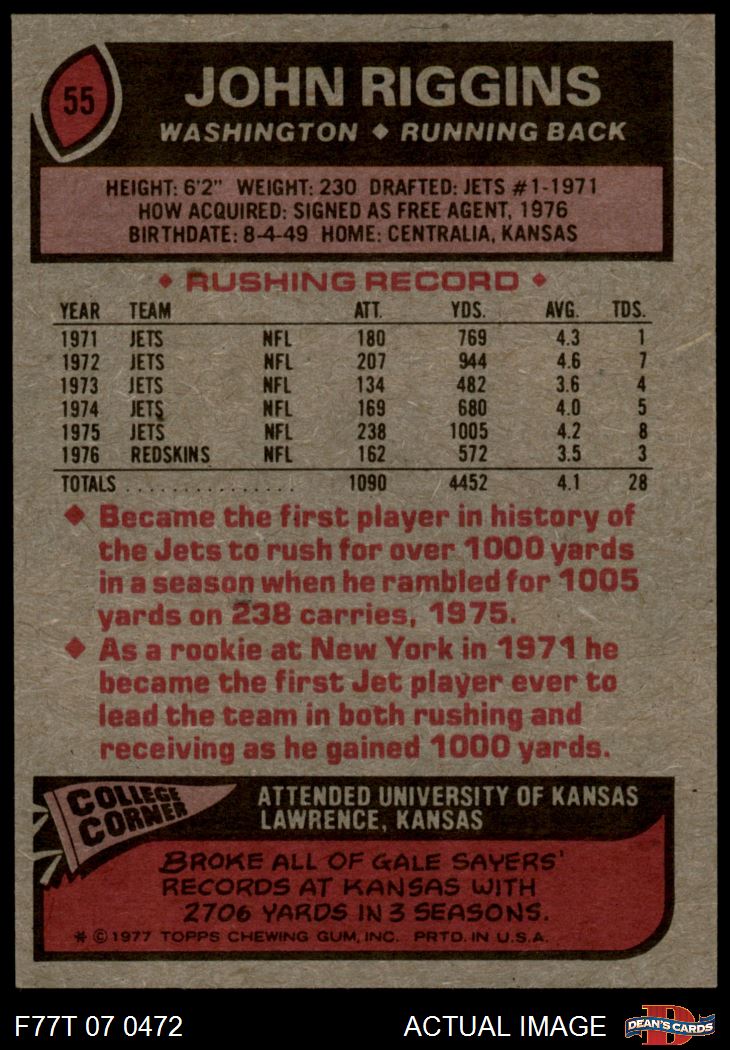 55
JOHN RIGGINS
WASHINGTON ◆ RUNNING BACK
HEIGHT: 6'2" WEIGHT: 230 DRAFTED: JETS #1-1971
HOW ACQUIRED: SIGNED AS FREE AGENT, 1976
BIRTHDATE: 8-4-49 HOME: CENTRALIA, KANSAS
◆ RUSHING RECORD ◆
YEAR TEAM ATT. YDS. AVG. TDS.
1971 JETS NFL 180 769 4.3 1
1972 JETS NFL 207 944 4.6 7
1973 JETS NFL 134 482 3.6 4
1974 JETS NFL 169 680 4.0 5
1975 JETS NFL 238 1005 4.2 8
1976 REDSKINS NFL 162 572 3.5 3
TOTALS . . . . . . . . . . . . . . . . 1090 4452 4.1 28
◆ Became the first player in history of
the Jets to rush for over 1000 yards
in a season when he rambled for 1005
yards on 238 carries, 1975.
◆ As a rookie at New York in 1971 he
became the first Jet player ever to
lead the team in both rushing and
receiving as he gained 1000 yards.
COLLEGE
CORNER
ATTENDED UNIVERSITY OF KANSAS
LAWRENCE, KANSAS
BROKE ALL OF GALE SAYERS'
RECORDS AT KANSAS WITH
2706 YARDS IN 3 SEASONS.
* © 1977 TOPPS CHEWING GUM, INC. PRTD. IN U.S.A.
F77T 07 0472 ACTUAL IMAGE
D
DEAN'S CARDS